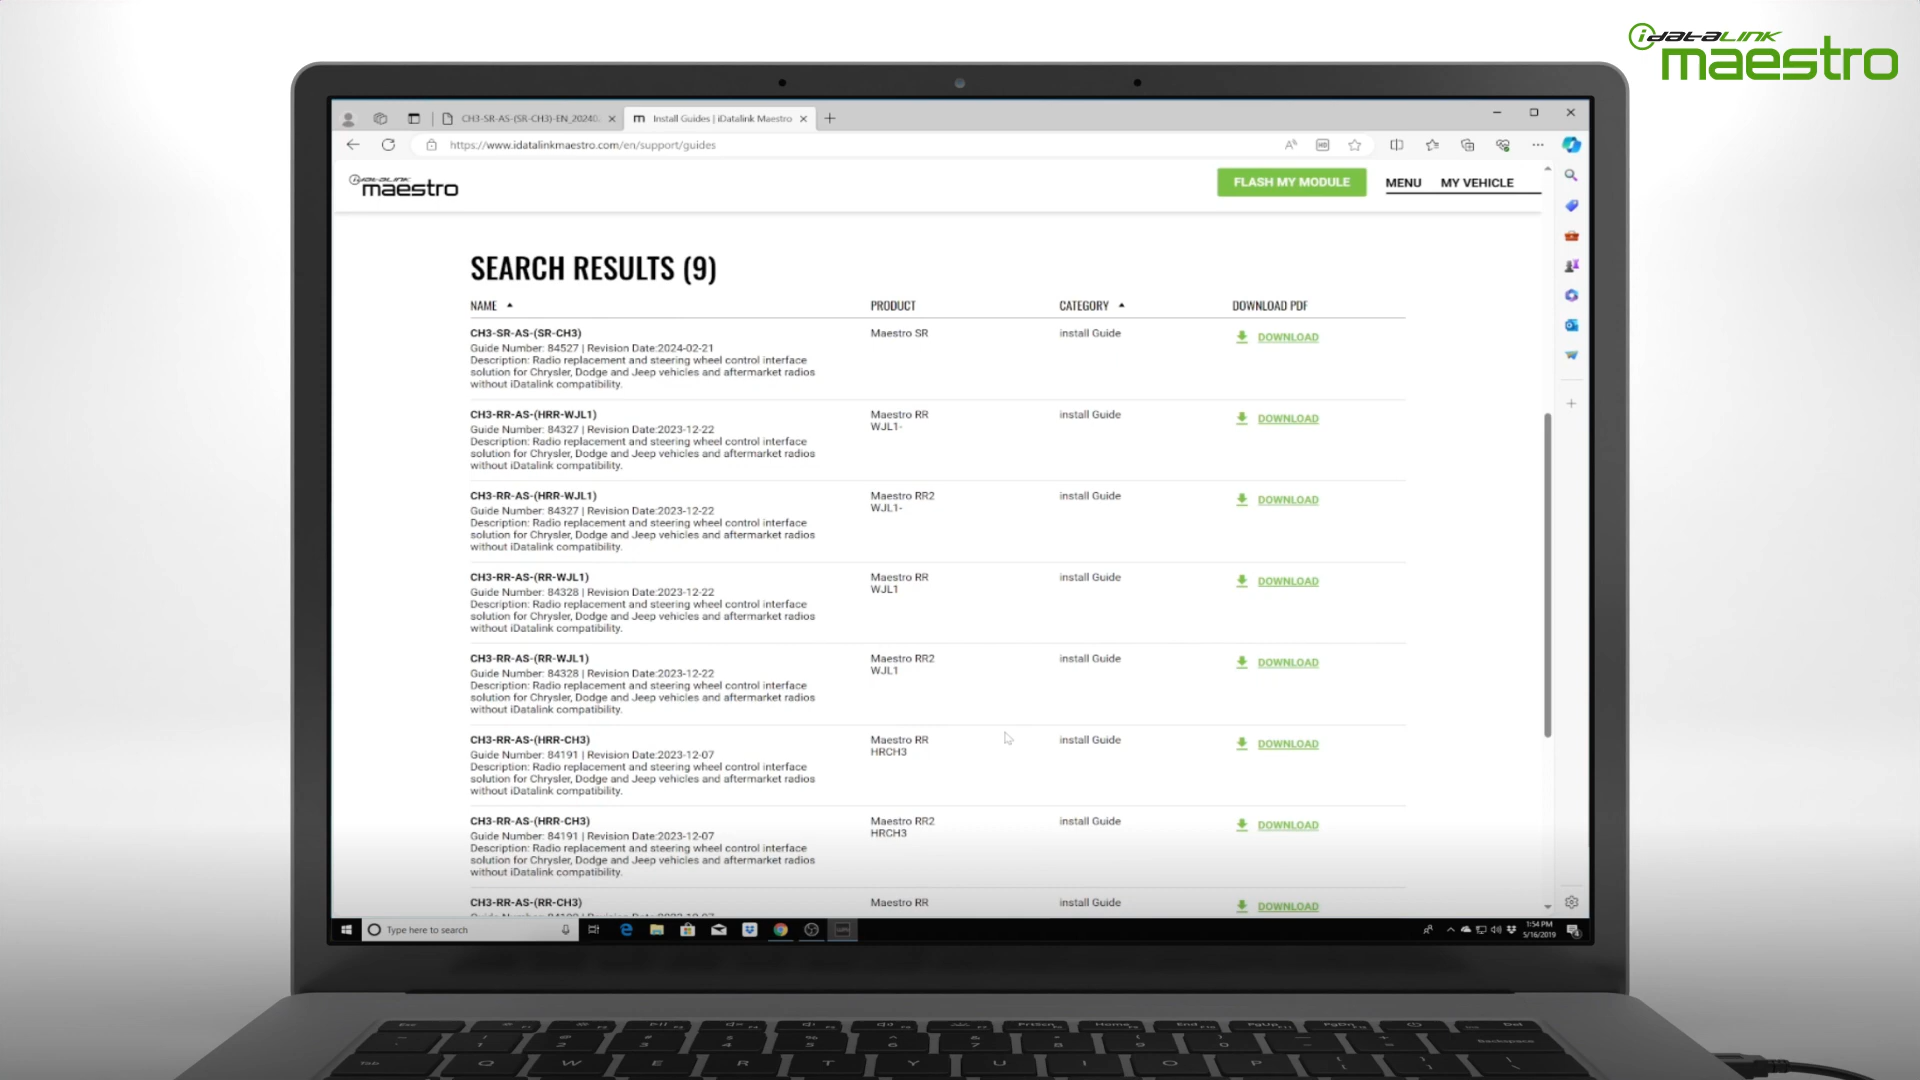 iDatalink
maestro
CH3-SR-AS-(SR-CH3)-EN_20240
Install Guides | iDatalink Maestro
https://www.idatalinkmaestro.com/en/support/guides
iDatalink
maestro
FLASH MY MODULE
MENU
MY VEHICLE
SEARCH RESULTS (9)
NAME
PRODUCT
CATEGORY
DOWNLOAD PDF
CH3-SR-AS-(SR-CH3)
Maestro SR
install Guide
DOWNLOAD
Guide Number: 84527 | Revision Date:2024-02-21
Description: Radio replacement and steering wheel control interface
solution for Chrysler, Dodge and Jeep vehicles and aftermarket radios
without iDatalink compatibility.
CH3-RR-AS-(HRR-WJL1)
Maestro RR
WJL1-
install Guide
DOWNLOAD
Guide Number: 84327 | Revision Date:2023-12-22
Description: Radio replacement and steering wheel control interface
solution for Chrysler, Dodge and Jeep vehicles and aftermarket radios
without iDatalink compatibility.
CH3-RR-AS-(HRR-WJL1)
Maestro RR2
WJL1-
install Guide
DOWNLOAD
Guide Number: 84327 | Revision Date:2023-12-22
Description: Radio replacement and steering wheel control interface
solution for Chrysler, Dodge and Jeep vehicles and aftermarket radios
without iDatalink compatibility.
CH3-RR-AS-(RR-WJL1)
Maestro RR
WJL1
install Guide
DOWNLOAD
Guide Number: 84328 | Revision Date:2023-12-22
Description: Radio replacement and steering wheel control interface
solution for Chrysler, Dodge and Jeep vehicles and aftermarket radios
without iDatalink compatibility.
CH3-RR-AS-(RR-WJL1)
Maestro RR2
WJL1
install Guide
DOWNLOAD
Guide Number: 84328 | Revision Date:2023-12-22
Description: Radio replacement and steering wheel control interface
solution for Chrysler, Dodge and Jeep vehicles and aftermarket radios
without iDatalink compatibility.
CH3-RR-AS-(HRR-CH3)
Maestro RR
HRCH3
install Guide
DOWNLOAD
Guide Number: 84191 | Revision Date:2023-12-07
Description: Radio replacement and steering wheel control interface
solution for Chrysler, Dodge and Jeep vehicles and aftermarket radios
without iDatalink compatibility.
CH3-RR-AS-(HRR-CH3)
Maestro RR2
HRCH3
install Guide
DOWNLOAD
Guide Number: 84191 | Revision Date:2023-12-07
Description: Radio replacement and steering wheel control interface
solution for Chrysler, Dodge and Jeep vehicles and aftermarket radios
without iDatalink compatibility.
CH3-RR-AS-(RR-CH3)
Maestro RR
install Guide
DOWNLOAD
Type here to search
1:54 PM
5/16/2019
Home
End
PgUp
PgDn
Del
Backspace
Tab
Q
W
E
R
T
Y
U
I
O
P